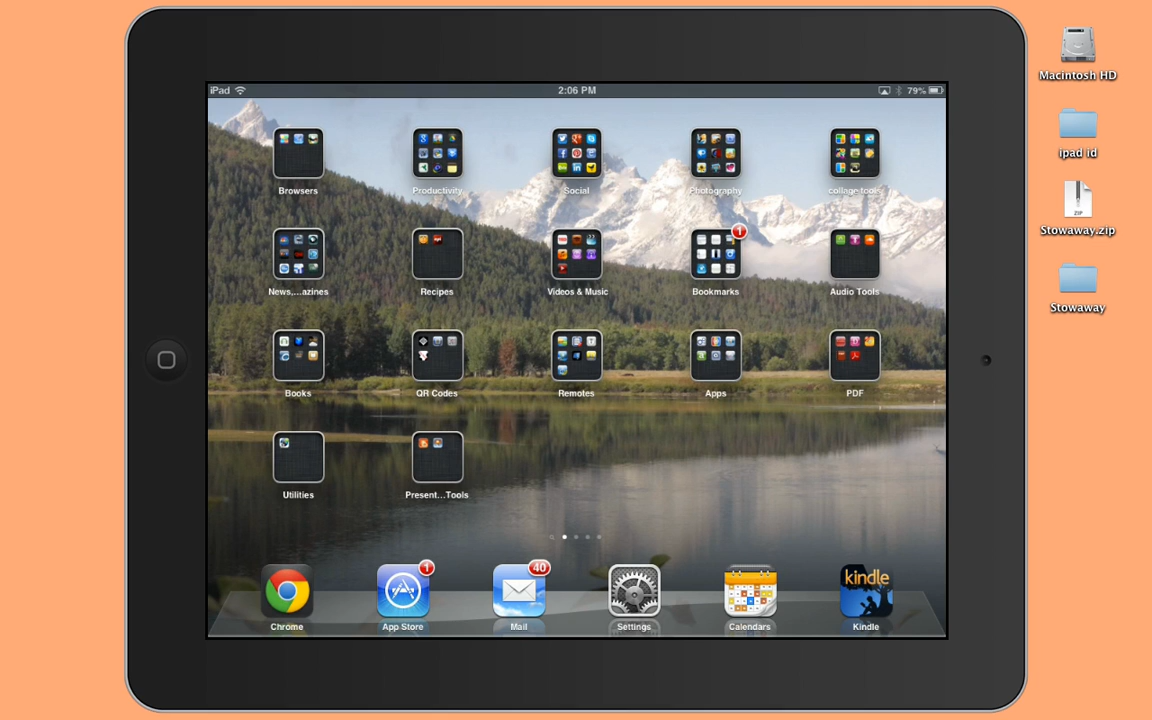 iPad 2:06 PM 79%
Macintosh HD
ipad id
Stowaway.zip
ZIP
Stowaway
Browsers Productivity Social Photography collage tools
1
News,...azines Recipes Videos & Music Bookmarks Audio Tools
Books QR Codes Remotes Apps PDF
Utilities Present...Tools
1 40
kindle
Chrome App Store Mail Settings Calendars Kindle